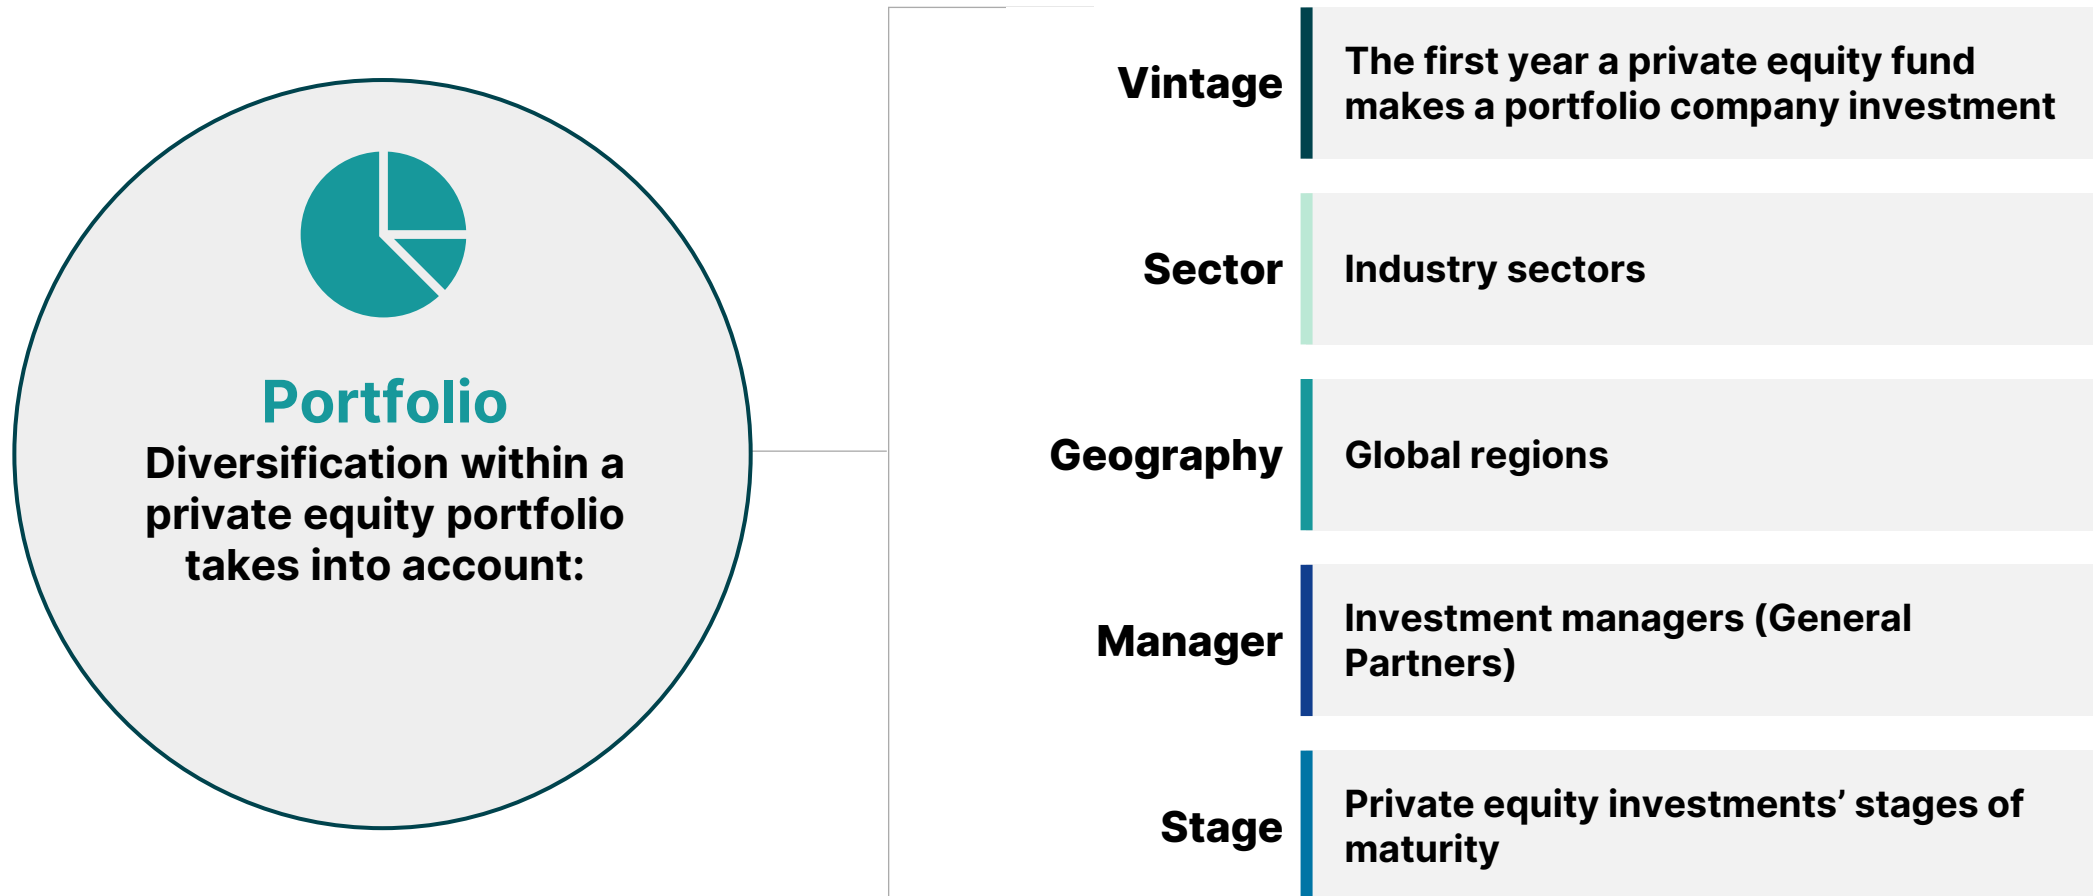 Portfolio
Diversification within a
private equity portfolio
takes into account:
Vintage
The first year a private equity fund
makes a portfolio company investment
Sector
Industry sectors
Geography
Global regions
Manager
Investment managers (General
Partners)
Stage
Private equity investments’ stages of
maturity